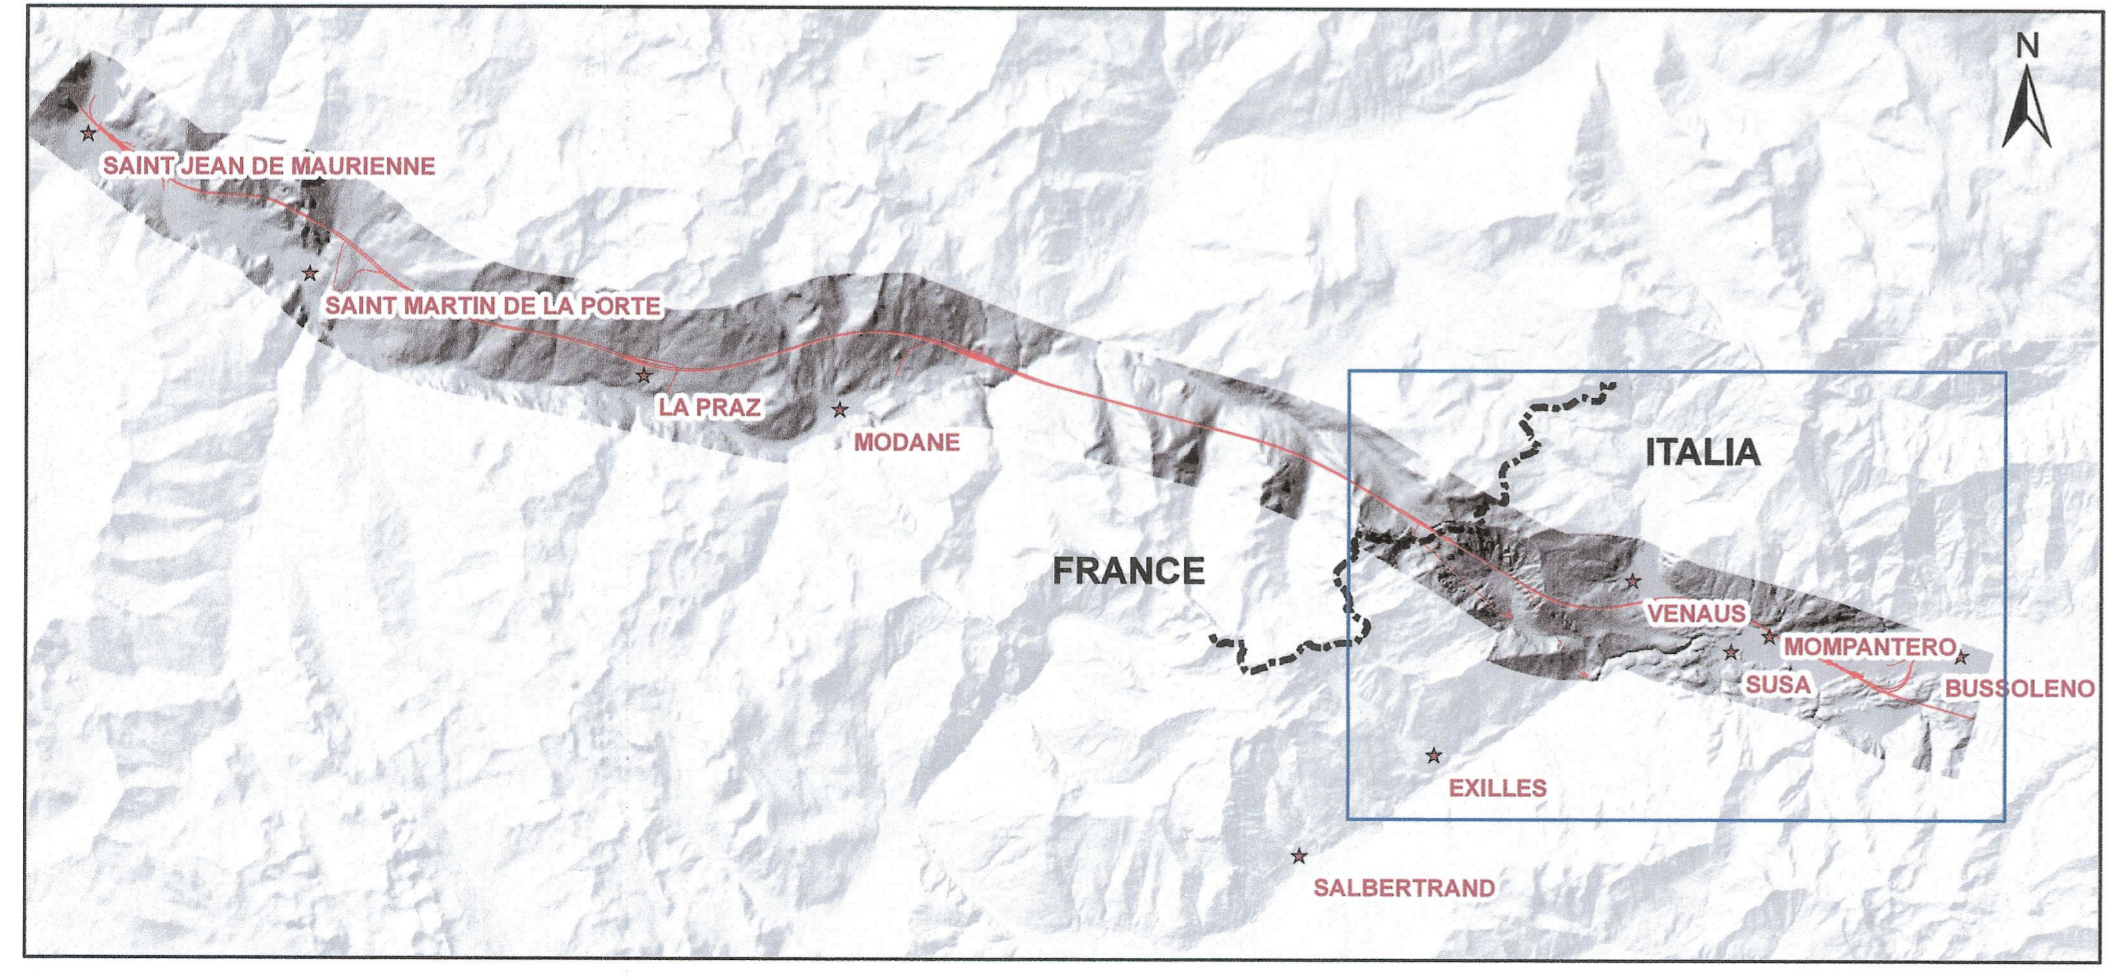 N
SAINT JEAN DE MAURIENNE
SAINT MARTIN DE LA PORTE
LA PRAZ
MODANE
ITALIA
FRANCE
VENAUS
MOMPANTERO
SUSA
BUSSOLENO
EXILLES
SALBERTRAND